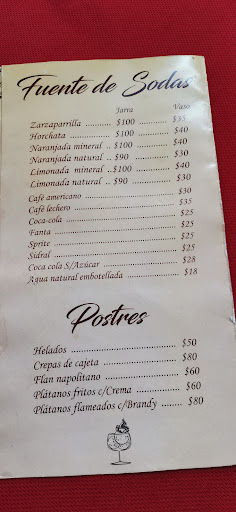 Fuente de Sodas
Jarra Vaso
Zarzaparrilla .......... $100 .......... $35
Horchata ............... $100 .......... $40
Naranjada mineral ... $100 .......... $40
Naranjada natural .. $90 .......... $30
Limonada mineral ..$100 .......... $40
Limonada natural .. $90 .......... $30
Café americano ........................ $30
Café lechero ........................ $35
Coca-cola ........................ $25
Fanta ........................ $25
Sprite ........................ $25
Sidral ........................ $25
Coca cola S/Azúcar ........................ $28
Agua natural embotellada ............... $18
Postres
Helados ........................ $50
Crepas de cajeta ........................ $80
Flan napolitano ........................ $60
Plátanos fritos c/Crema ............... $60
Plátanos flameados c/Brandy ........ $80